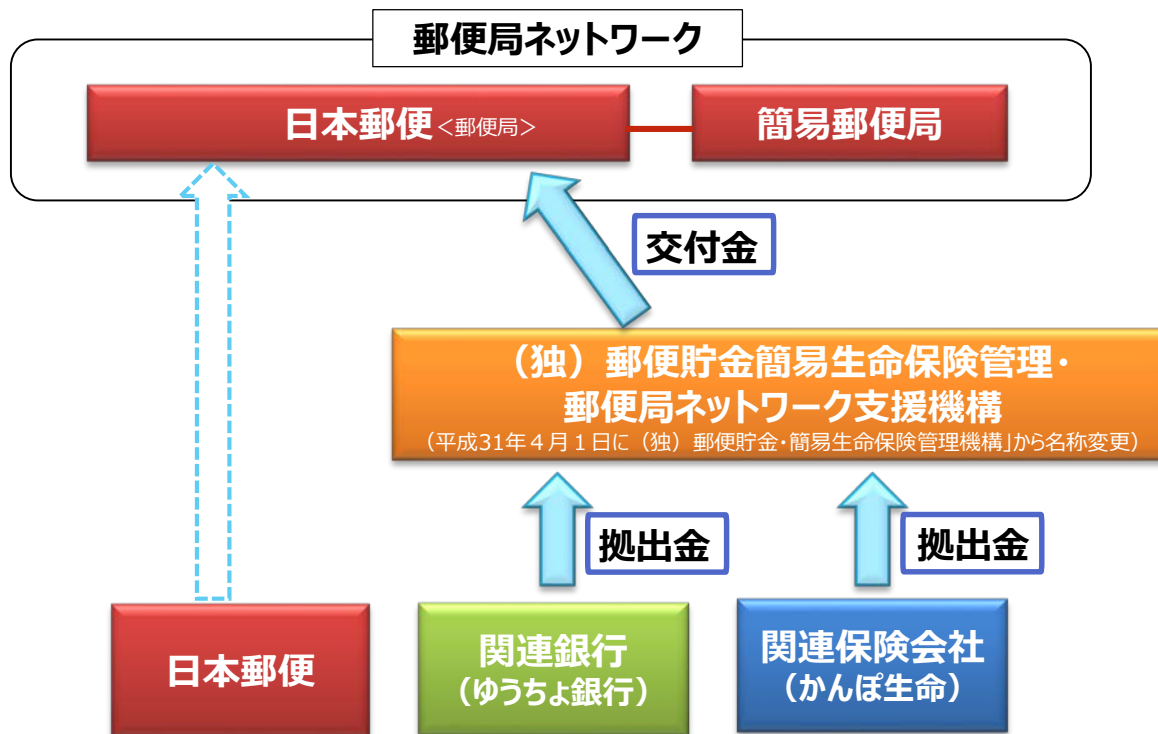 郵便局ネットワーク
日本郵便<郵便局>
簡易郵便局
交付金
（独）郵便貯金簡易生命保険管理・
郵便局ネットワーク支援機構
（平成31年４月１日に（独）郵便貯金・簡易生命保険管理機構」から名称変更）
拠出金
拠出金
日本郵便
関連銀行
（ゆうちょ銀行）
関連保険会社
（かんぽ生命）